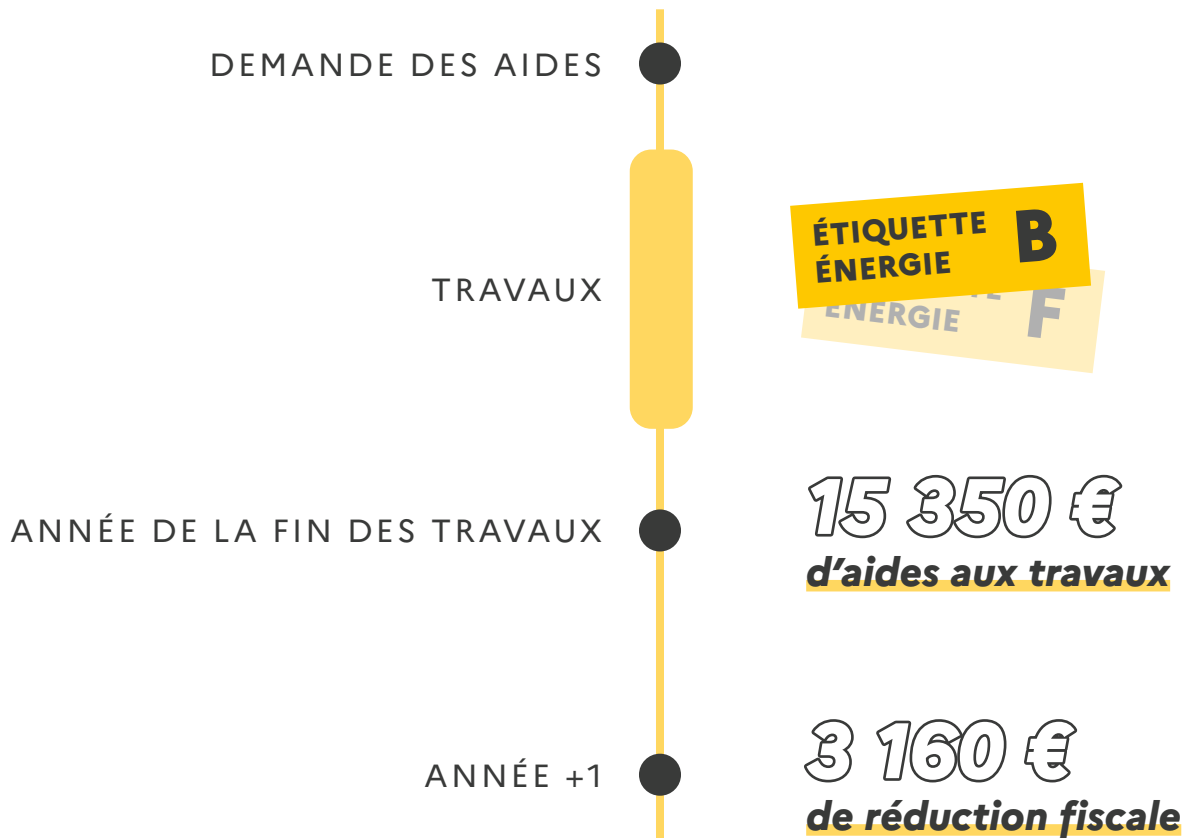 DEMANDE DES AIDES
TRAVAUX
ÉTIQUETTE
ÉNERGIE B
ÉNERGIE F
ANNÉE DE LA FIN DES TRAVAUX
15 350 €
d'aides aux travaux
ANNÉE +1
3 160 €
de réduction fiscale